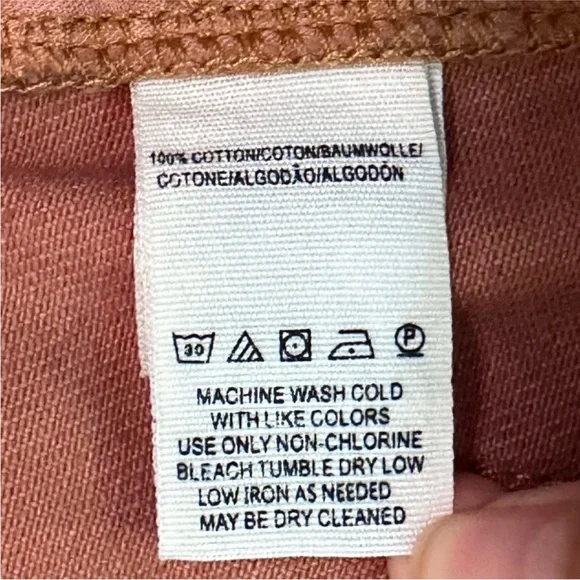 100% COTTON/COTON/BAUMWOLLE/
COTONE/ALGODÃO/ALGODÓN
30
P
MACHINE WASH COLD
WITH LIKE COLORS
USE ONLY NON-CHLORINE
BLEACH TUMBLE DRY LOW
LOW IRON AS NEEDED
MAY BE DRY CLEANED